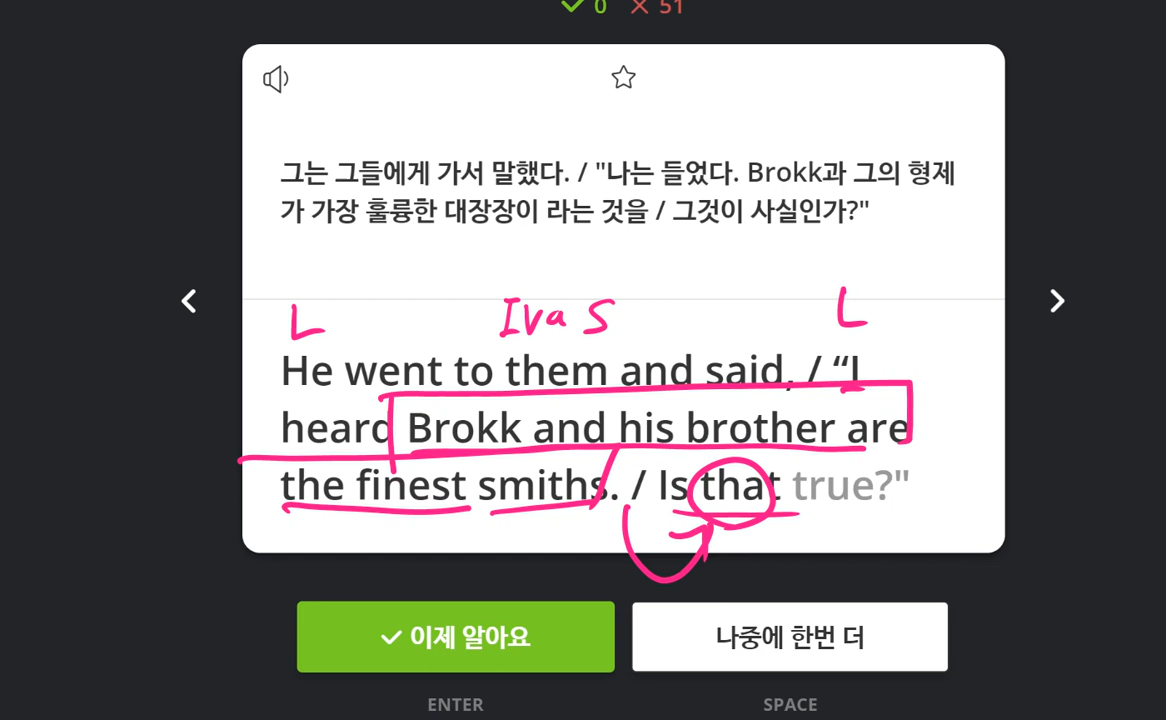 0 51
그는 그들에게 가서 말했다. / "나는 들었다. Brokk과 그의 형제
가 가장 훌륭한 대장장이 라는 것을 / 그것이 사실인가?"
L Iva S L
He went to them and said, / “I
heard Brokk and his brother are
the finest smiths. / Is that true?"
이제 알아요 나중에 한번 더
ENTER SPACE